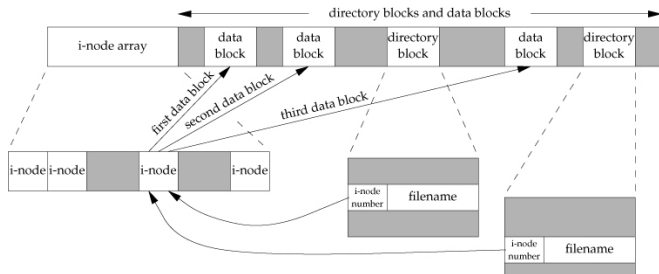 directory blocks and data blocks
i-node array
data
block
data
block
directory
block
data
block
directory
block
first data block
second data block
third data block
i-node
i-node
i-node
i-node
i-node
number
filename
i-node
number
filename